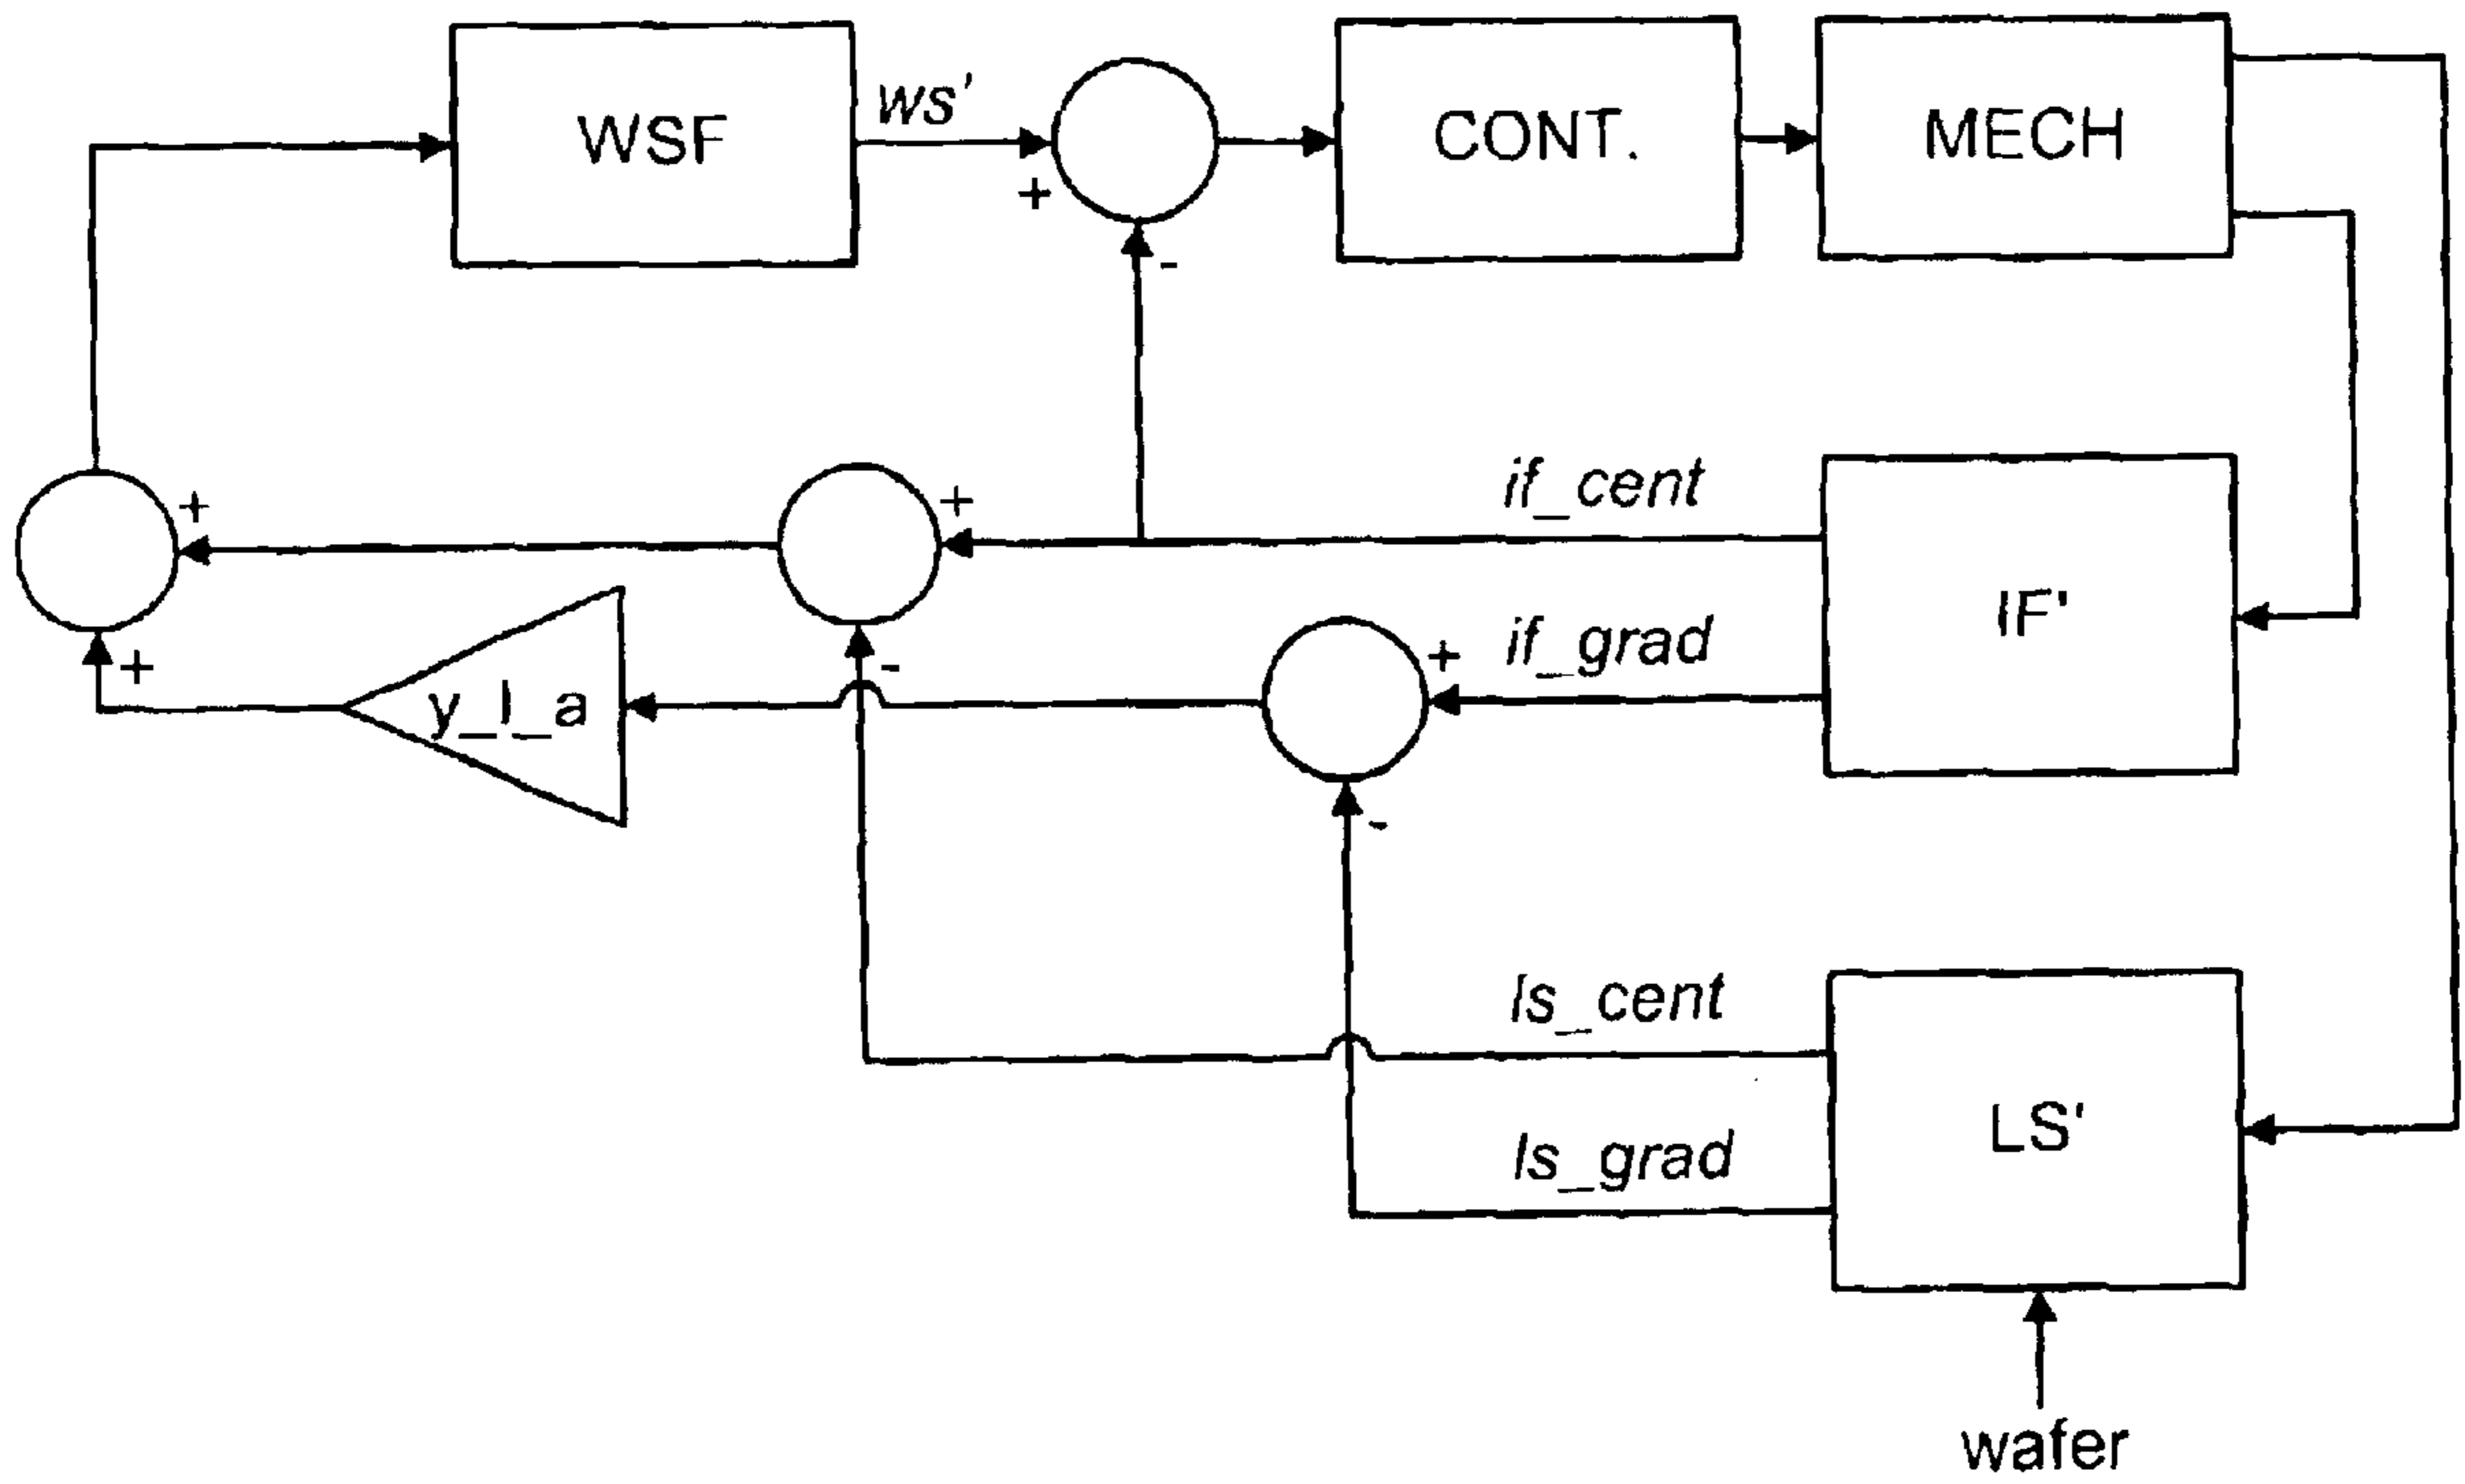 WSF
ws'
+
-
CONT.
MECH
if_cent
+
+
if_grad
+
IF'
y_l_a
+
-
-
ls_cent
ls_grad
LS'
wafer